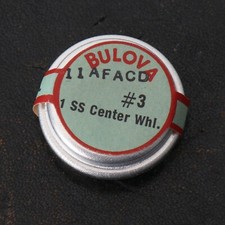 BULOVA
11AFACD
#3
1 SS Center Whl.